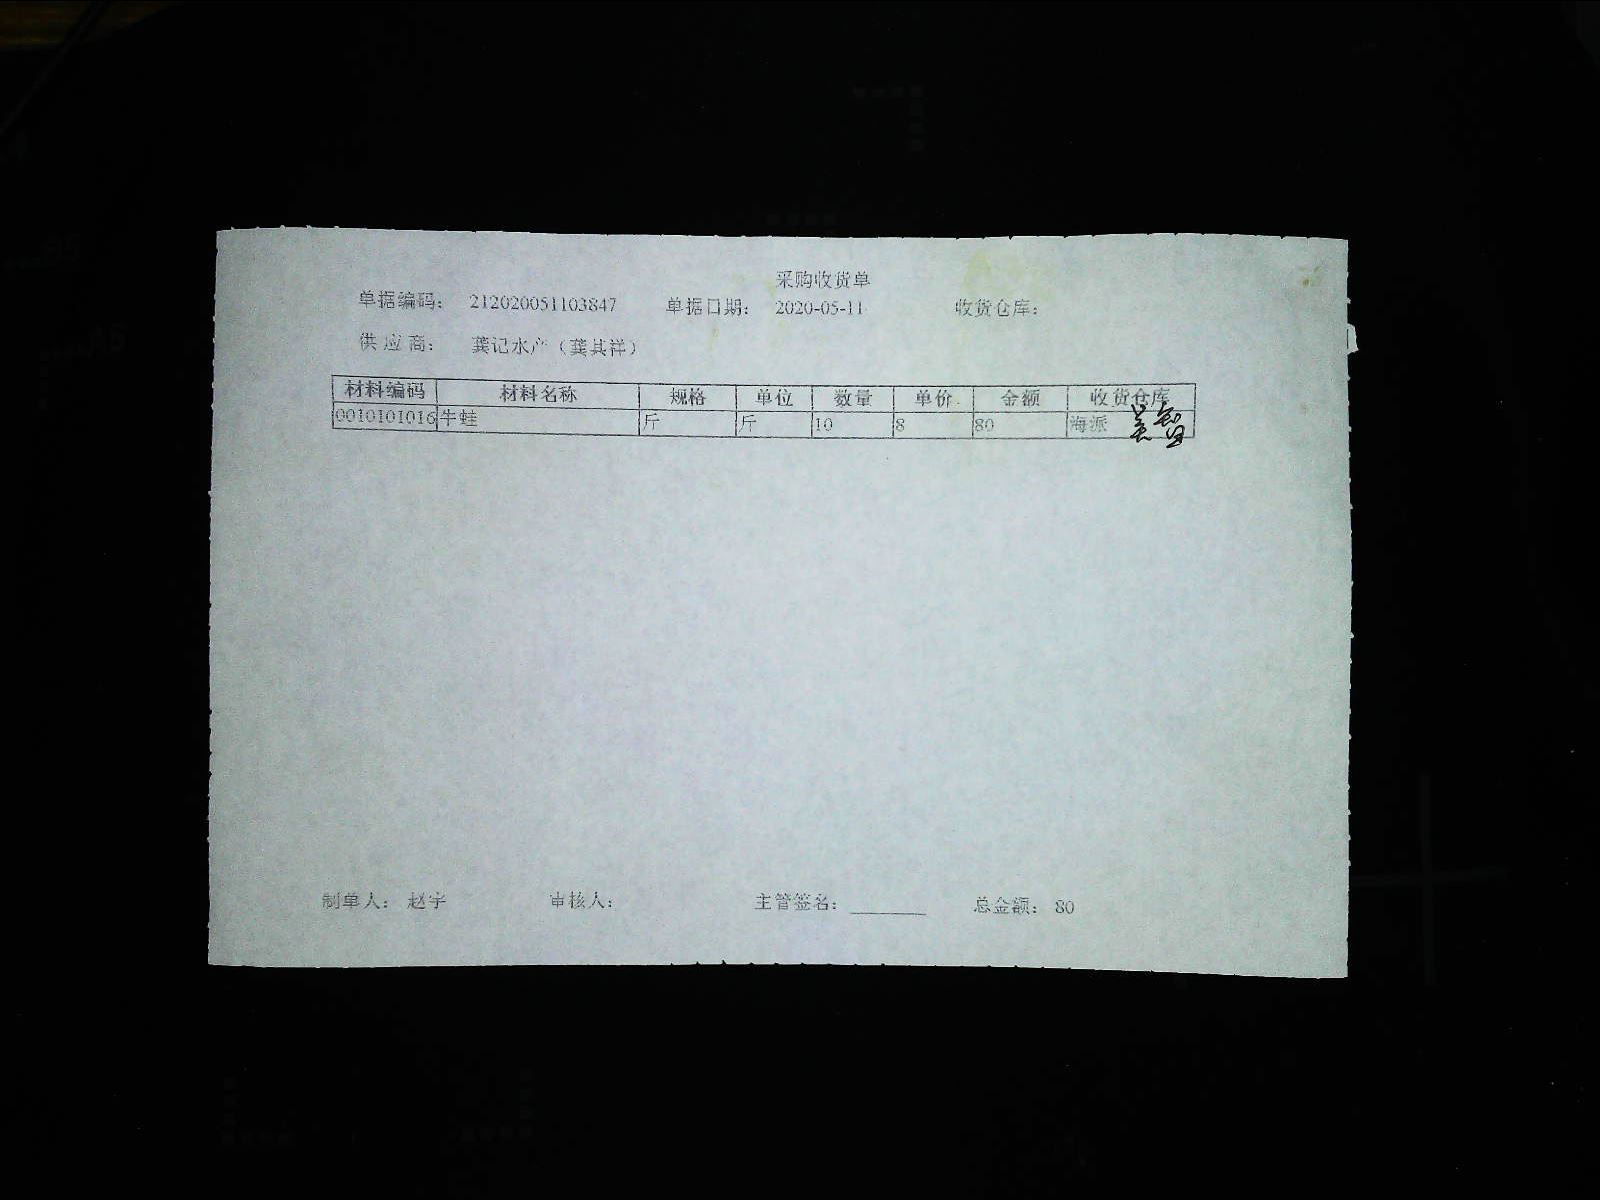 采购收货单
单据编码： 212020051103847 单据日期： 2020-05-11 收货仓库：
供应商： 龚记水产（龚其祥）
材料编码 材料名称 规格 单位 数量 单价 金额 收货仓库
0010101016 牛蛙 斤 斤 10 8 80 海派
制单人： 赵宇 审核人： 主管签名： 总金额： 80